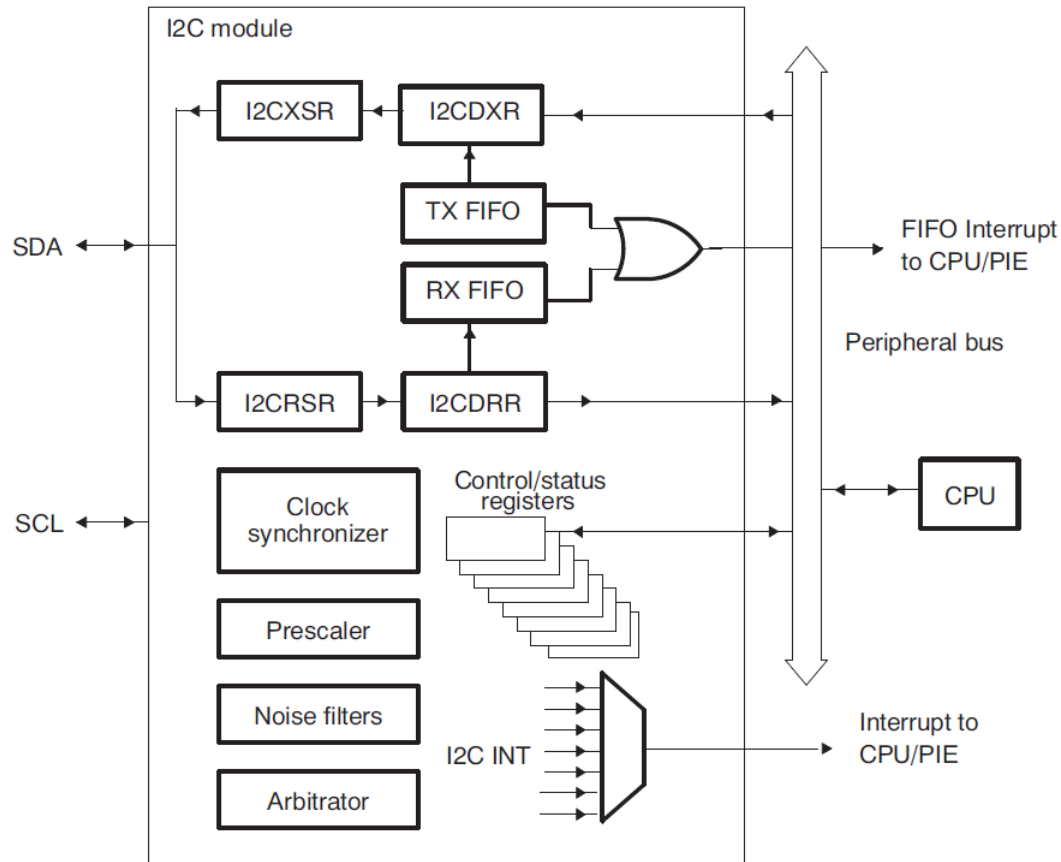 I2C module
I2CXSR
I2CDXR
TX FIFO
SDA
FIFO Interrupt
to CPU/PIE
RX FIFO
Peripheral bus
I2CRSR
I2CDRR
Control/status
registers
CPU
SCL
Clock
synchronizer
Prescaler
Noise filters
I2C INT
Interrupt to
CPU/PIE
Arbitrator